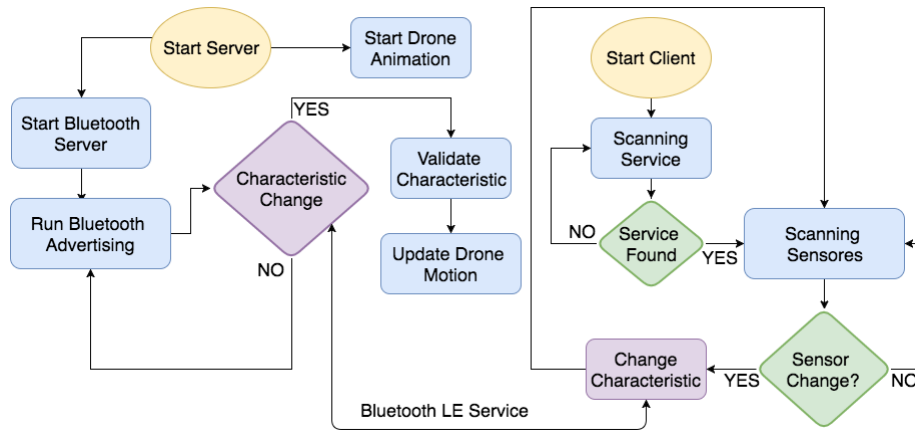 Start Server
Start Drone
Animation
Start Client
Start Bluetooth
Server
YES
Characteristic
Change
Validate
Characteristic
Scanning
Service
Run Bluetooth
Advertising
NO
Update Drone
Motion
NO
Service
Found
YES
Scanning
Sensores
Change
Characteristic
YES
Sensor
Change?
NO
Bluetooth LE Service